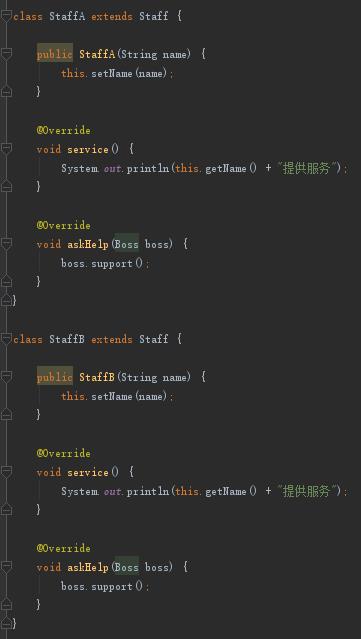 class StaffA extends Staff {
public StaffA(String name) {
this.setName(name);
}
@Override
void service() {
System.out.println(this.getName() + "提供服务");
}
@Override
void askHelp(Boss boss) {
boss.support();
}
}
class StaffB extends Staff {
public StaffB(String name) {
this.setName(name);
}
@Override
void service() {
System.out.println(this.getName() + "提供服务");
}
@Override
void askHelp(Boss boss) {
boss.support();
}
}